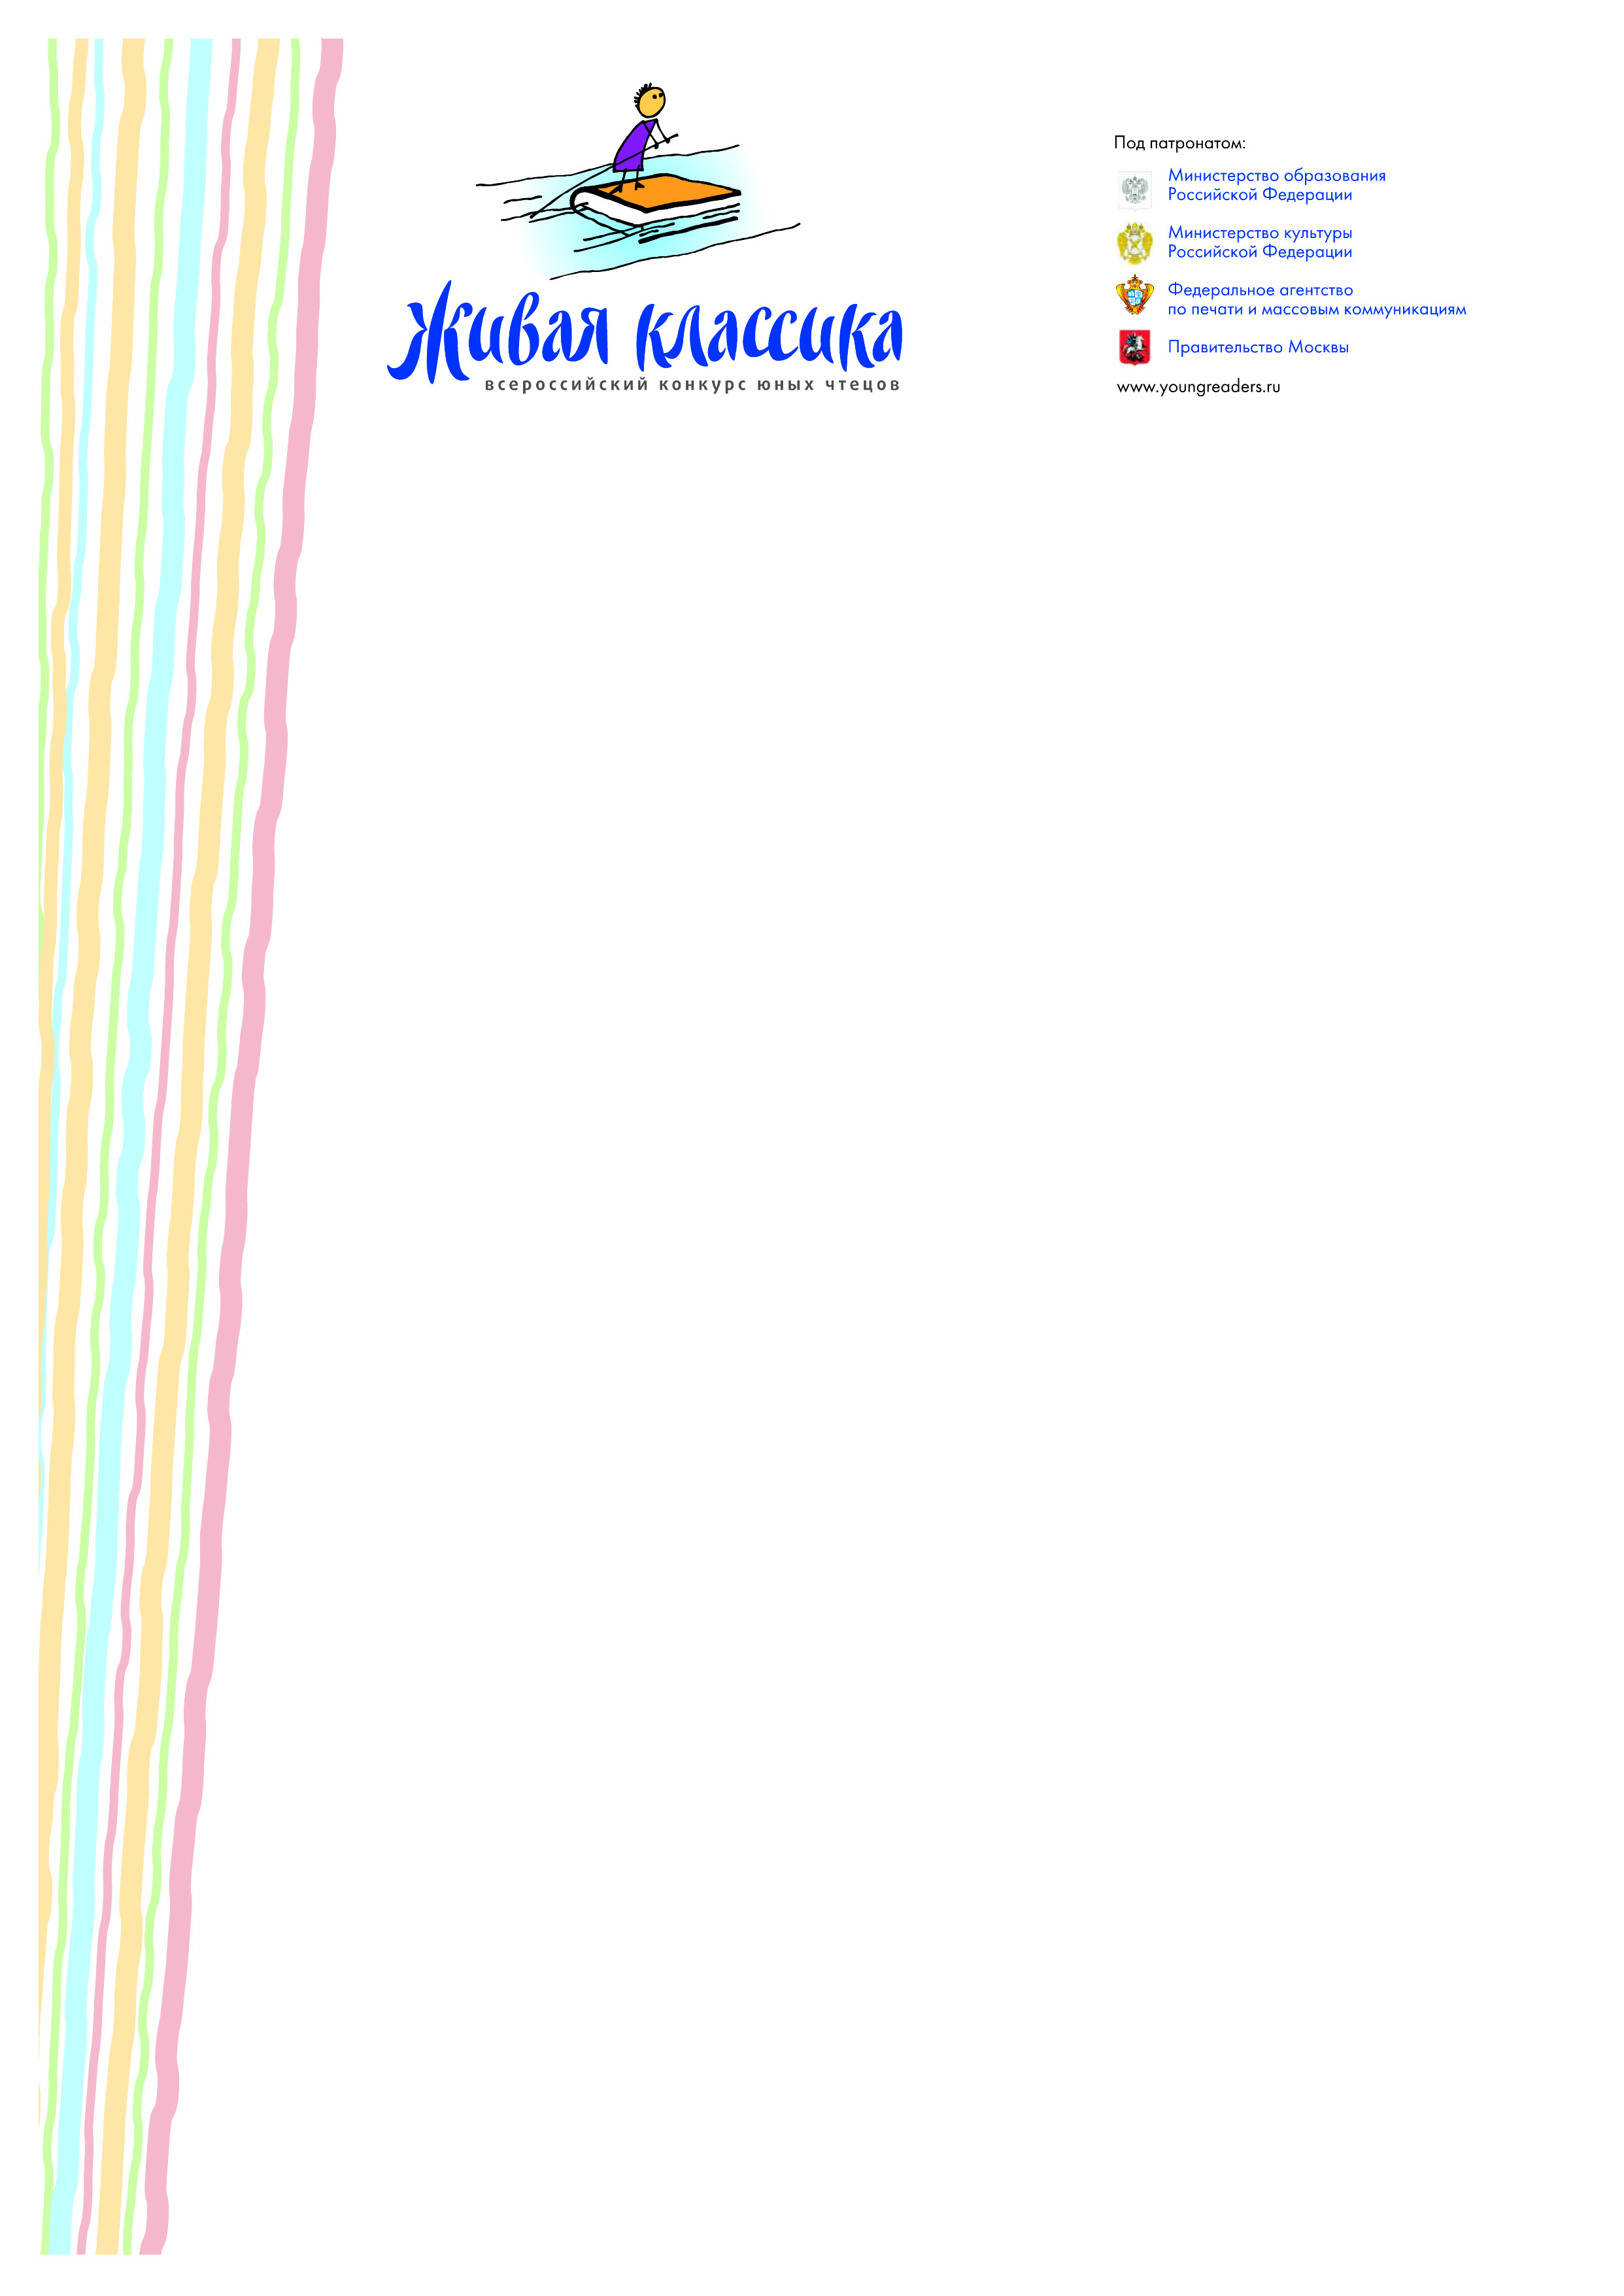 Живая классика
всероссийский конкурс юных чтецов
Под патронатом:
Министерство образования
Российской Федерации
Министерство культуры
Российской Федерации
Федеральное агентство
по печати и массовым коммуникациям
Правительство Москвы
www.youngreaders.ru